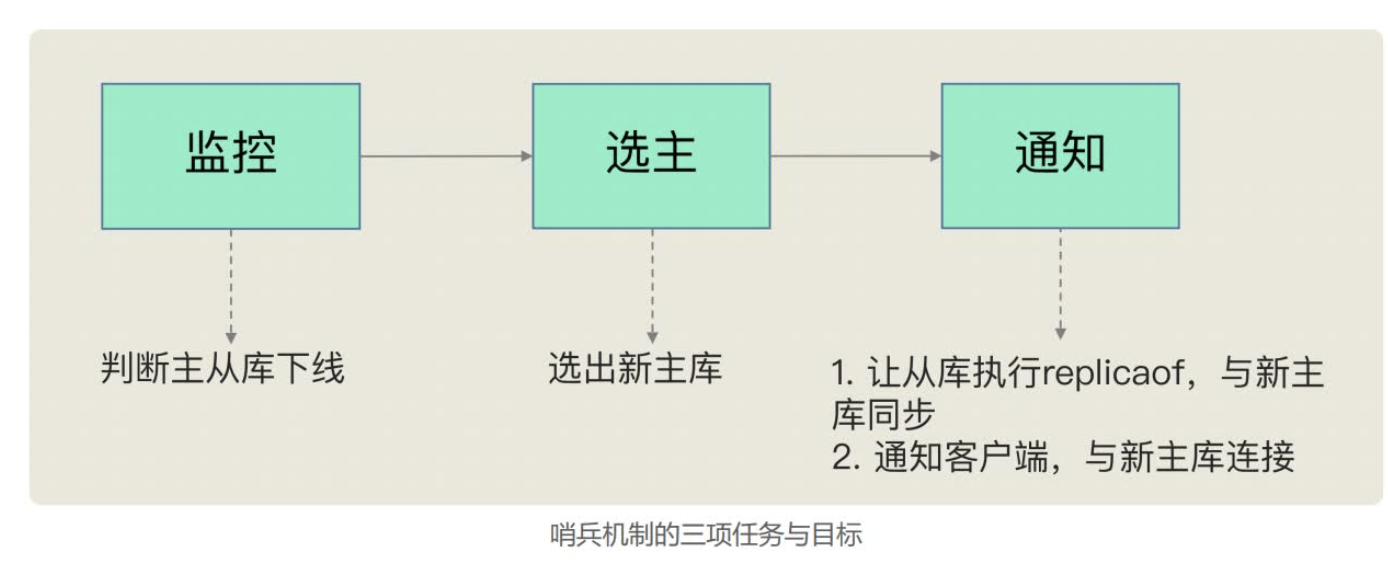 监控
选主
通知
判断主从库下线
选出新主库
1. 让从库执行replicaof，与新主
库同步
2. 通知客户端，与新主库连接
哨兵机制的三项任务与目标